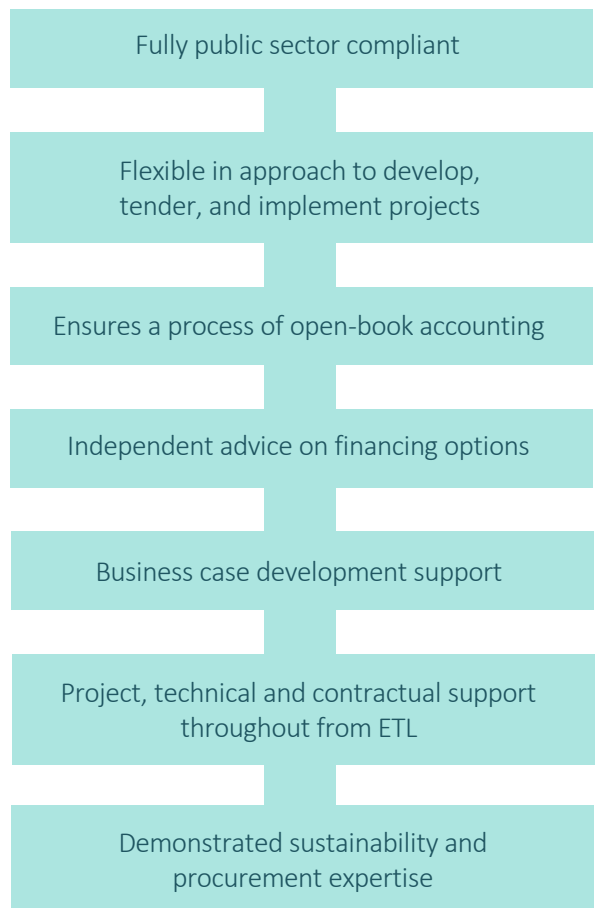 Fully public sector compliant
Flexible in approach to develop,
tender, and implement projects
Ensures a process of open-book accounting
Independent advice on financing options
Business case development support
Project, technical and contractual support
throughout from ETL
Demonstrated sustainability and
procurement expertise